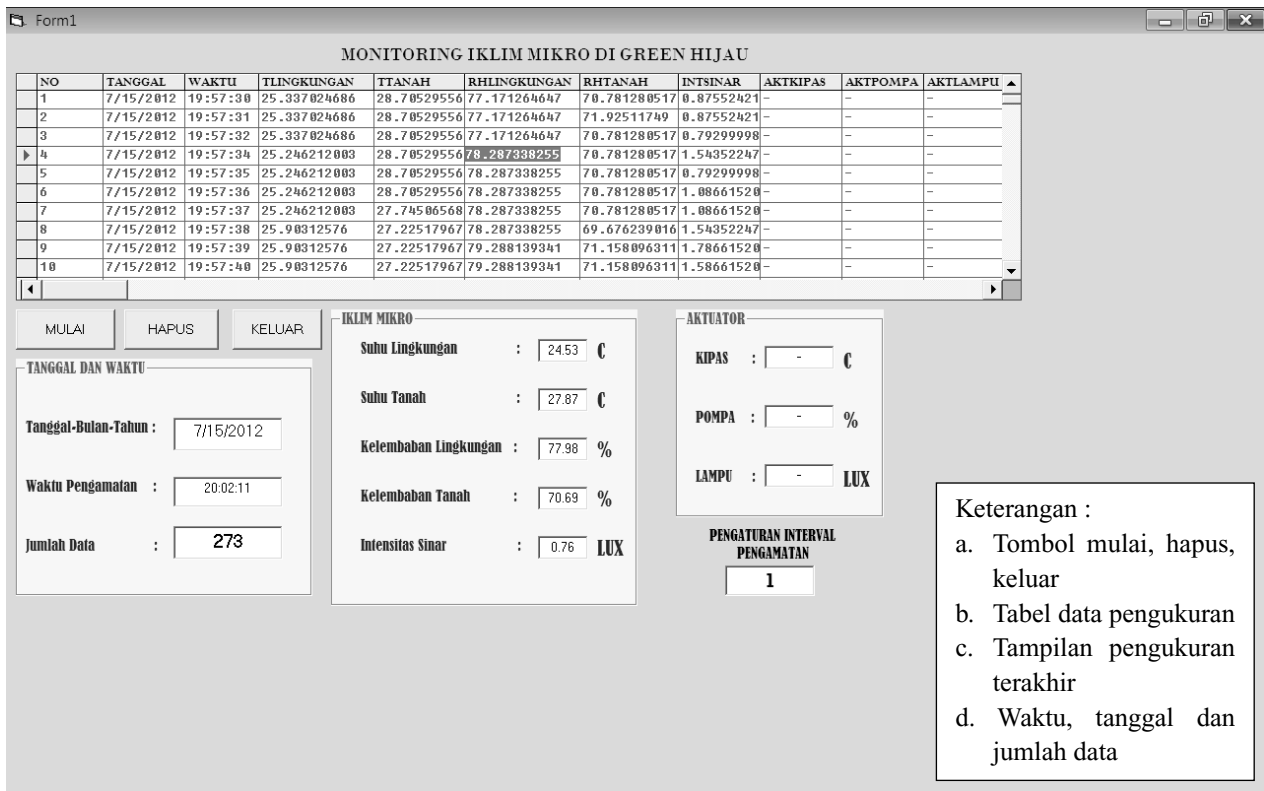 Form1
MONITORING IKLIM MIKRO DI GREEN HIJAU
NO TANGGAL WAKTU TLINGKUNGAN TTANAH RHLINGKUNGAN RHTANAH INTSINAR AKTKIPAS AKTPOMPA AKTLAMPU
1 7/15/2012 19:57:30 25.337024686 28.70529556 77.171264647 70.781280517 0.87552421 - - -
2 7/15/2012 19:57:31 25.337024686 28.70529556 77.171264647 71.92511749 0.87552421 - - -
3 7/15/2012 19:57:32 25.337024686 28.70529556 77.171264647 70.781280517 0.79299998 - - -
4 7/15/2012 19:57:34 25.246212003 28.70529556 78.287338255 70.781280517 1.54352247 - - -
5 7/15/2012 19:57:35 25.246212003 28.70529556 78.287338255 70.781280517 0.79299998 - - -
6 7/15/2012 19:57:36 25.246212003 28.70529556 78.287338255 70.781280517 1.08661520 - - -
7 7/15/2012 19:57:37 25.246212003 27.74506568 78.287338255 70.781280517 1.08661520 - - -
8 7/15/2012 19:57:38 25.90312576 27.22517967 78.287338255 69.676239016 1.54352247 - - -
9 7/15/2012 19:57:39 25.90312576 27.22517967 79.288139341 71.158096311 1.78661520 - - -
10 7/15/2012 19:57:40 25.90312576 27.22517967 79.288139341 71.158096311 1.58661520 - - -
MULAI HAPUS KELUAR
TANGGAL DAN WAKTU
Tanggal-Bulan-Tahun : 7/15/2012
Waktu Pengamatan : 20:02:11
Jumlah Data : 273
IKLIM MIKRO
Suhu Lingkungan : 24.53 C
Suhu Tanah : 27.87 C
Kelembaban Lingkungan : 77.98 %
Kelembaban Tanah : 70.69 %
Intensitas Sinar : 0.76 LUX
AKTUATOR
KIPAS : - C
POMPA : - %
LAMPU : - LUX
PENGATURAN INTERVAL
PENGAMATAN
1
Keterangan :
a. Tombol mulai, hapus,
keluar
b. Tabel data pengukuran
c. Tampilan pengukuran
terakhir
d. Waktu, tanggal dan
jumlah data